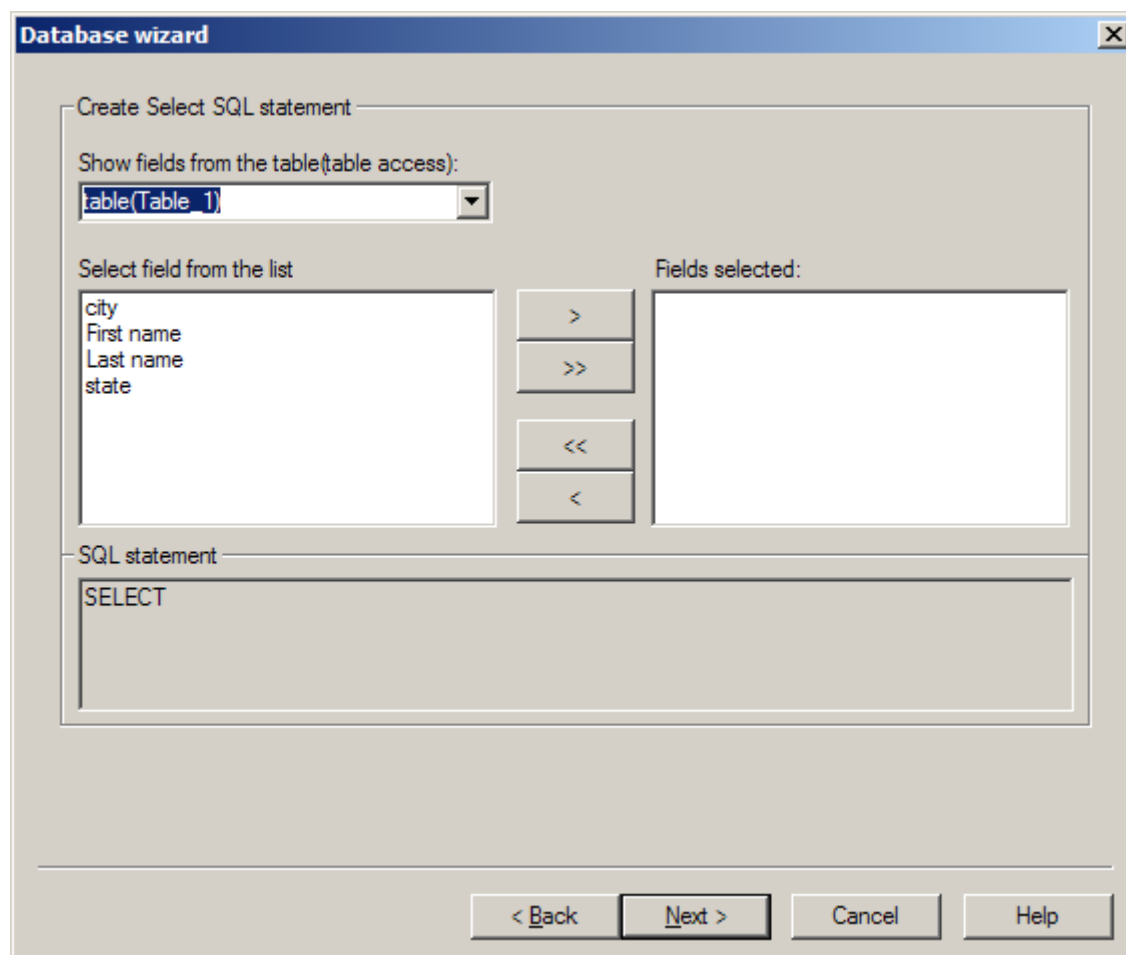 Database wizard
Create Select SQL statement
Show fields from the table(table access):
table(Table_1)
Select field from the list
Fields selected:
city
First name
Last name
state
>
>>
<<
<
SQL statement
SELECT
< Back
Next >
Cancel
Help